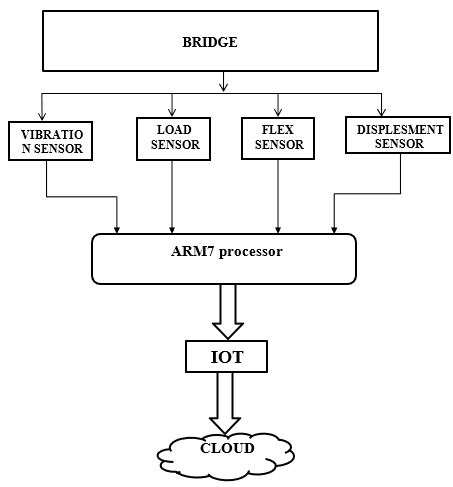 BRIDGE
VIBRATIO
N SENSOR
LOAD
SENSOR
FLEX
SENSOR
DISPLESMENT
SENSOR
ARM7 processor
IOT
CLOUD